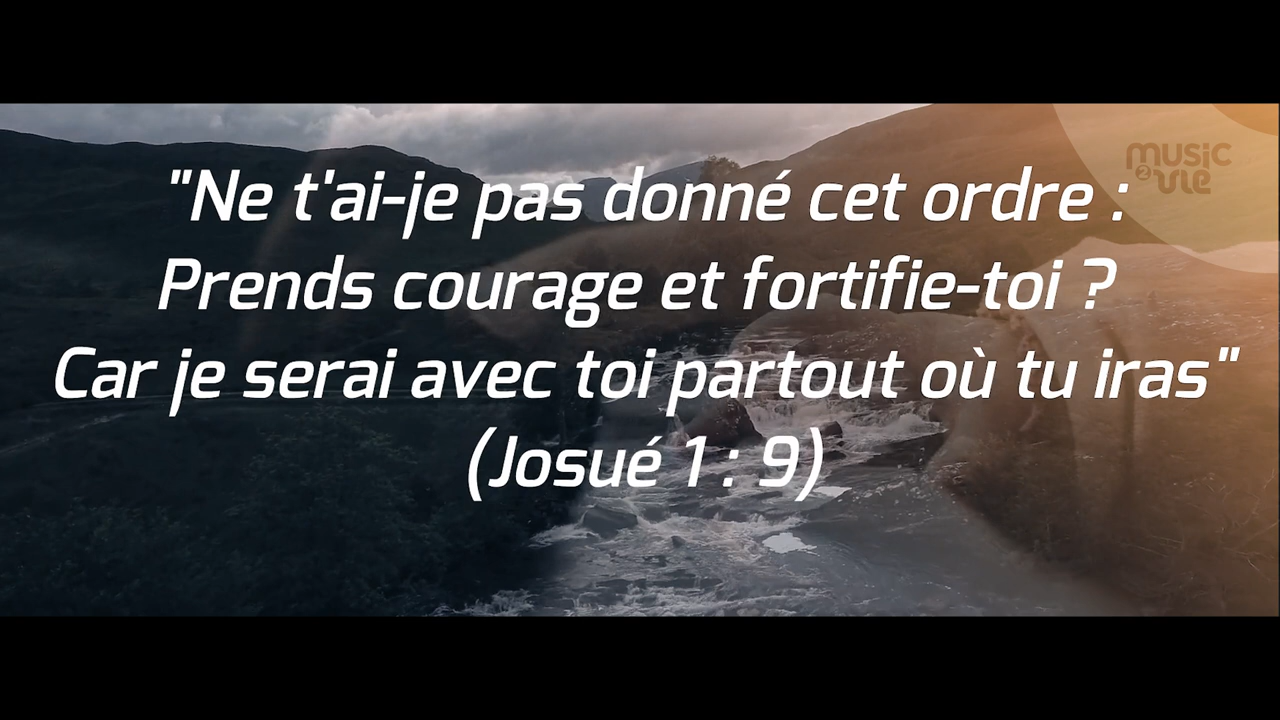 "Ne t'ai-je pas donné cet ordre :
Prends courage et fortifie-toi ?
Car je serai avec toi partout où tu iras"
(Josué 1 : 9)
music
2 vie